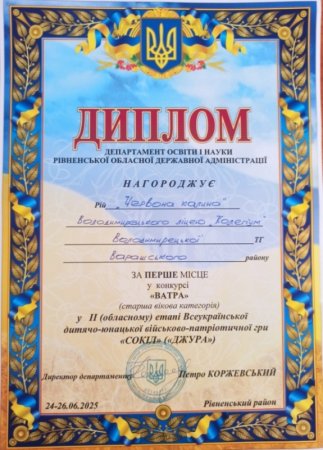 ДИПЛОМ
ДЕПАРТАМЕНТ ОСВІТИ І НАУКИ
РІВНЕНСЬКОЇ ОБЛАСНОЇ ДЕРЖАВНОЇ АДМІНІСТРАЦІЇ
НАГОРОДЖУЄ
Рій „Червона калина"
Володимирецького ліцею „Колегіум"
Володимирецької ТГ
Вараського району
ЗА ПЕРШЕ МІСЦЕ
у конкурсі
«ВАТРА»
(старша вікова категорія)
у ІІ (обласному) етапі Всеукраїнської
дитячо-юнацької військово-патріотичної гри
«СОКІЛ» («ДЖУРА»)
Директор департаменту Петро КОРЖЕВСЬКИЙ
24-26.06.2025 Рівненський район